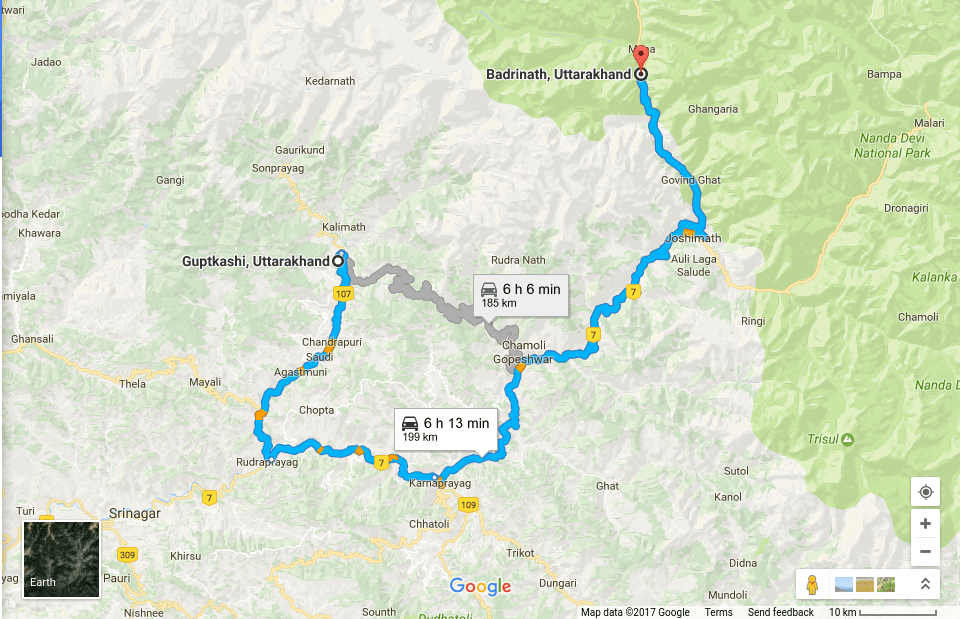 twari
Mana
Jadao
Badrinath, Uttarakhand
Bampa
Kedarnath
Ghangaria
Malari
Nanda Devi
National Park
Gaurikund
Sonprayag
Gangi
Govind Ghat
oodha Kedar
Dronagiri
Khawara
Kalimath
Joshimath
Guptkashi, Uttarakhand
Rudra Nath
Auli Laga
Salude
Kalanka
6 h 6 min
185 km
107
7
amiyala
Ringi
Chamoli
7
Ghansali
Chandrapuri
Chamoli
Saudi
Gopeshwar
Agastmuni
Thela
Mayali
Nanda D
Chopta
6 h 13 min
199 km
Trisul
Rudraprayag
7
Sutol
Karnaprayag
Ghat
7
Kanol
109
Turi
Srinagar
Chhatoli
Khirsu
309
Trikot
Didna
yag
Pauri
Earth
Google
Dungari
Mundoli
Nishnee
South
Dudhatoli
Map data ©2017 Google
Terms
Send feedback
10 km